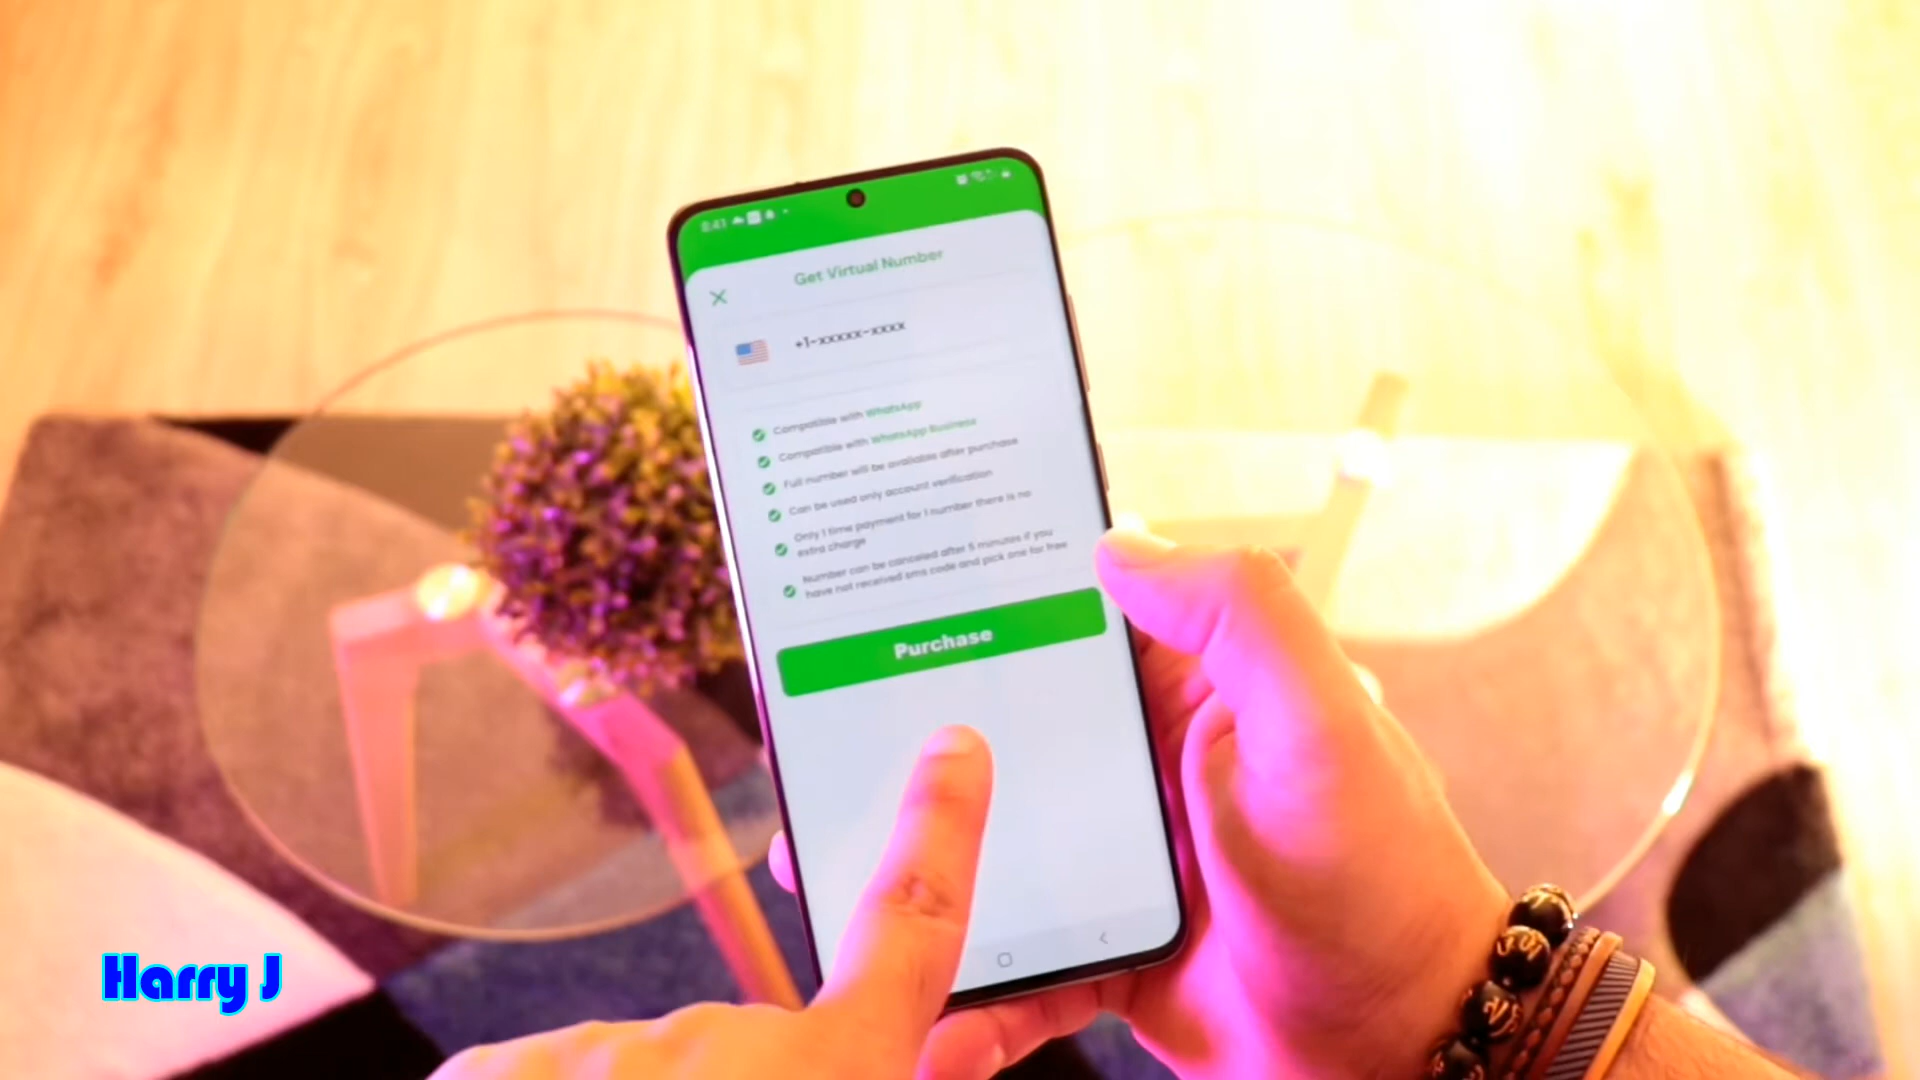 8:41
Get Virtual Number
+1-xxxxx-xxxx
Compatible with WhatsApp
Compatible with WhatsApp Business
Full number will be available after purchase
Can be used only account verification
Only 1 time payment for 1 number there is no
extra charge
Number can be canceled after 5 minutes if you
have not received sms code and pick one for free
Purchase
Harry J